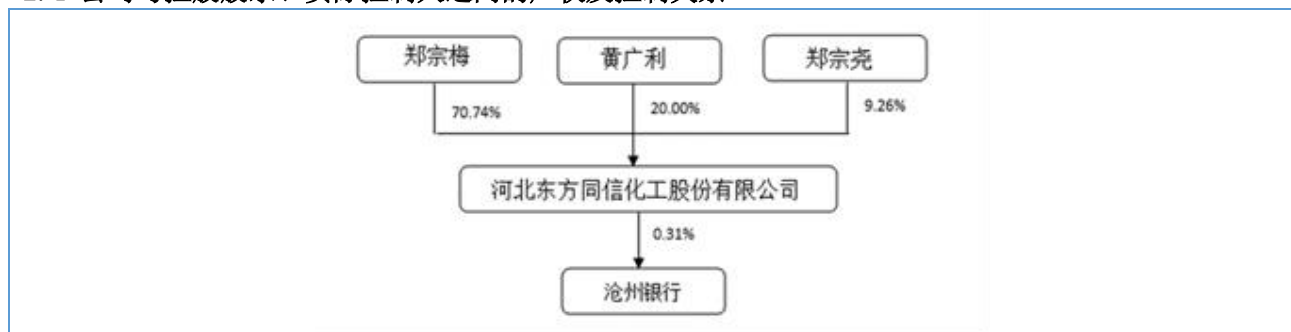 郑宗梅
黄广利
郑宗尧
70.74%
20.00%
9.26%
河北东方同信化工股份有限公司
0.31%
沧州银行